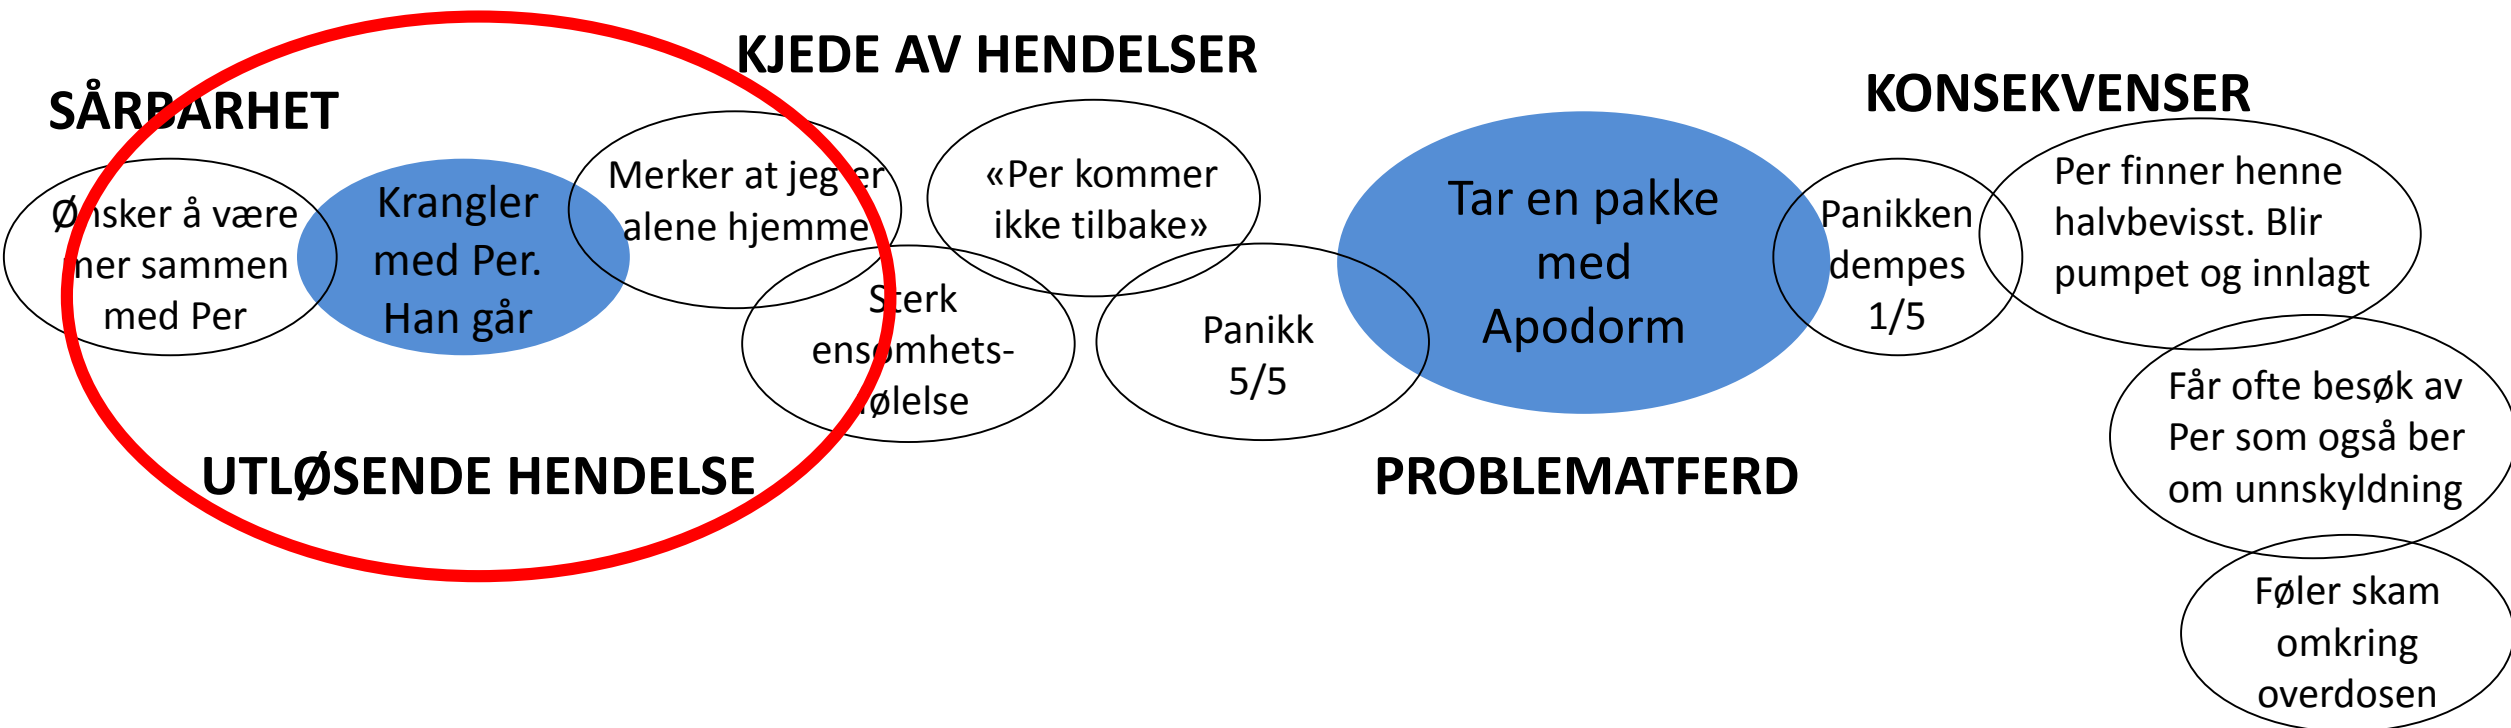 KJEDE AV HENDELSER
SÅRBARHET
KONSEKVENSER
Ønsker å være
mer sammen
med Per
Krangler
med Per.
Han går
UTLØSENDE HENDELSE
Merker at jeg er
alene hjemme
Sterk
ensomhets-
følelse
«Per kommer
ikke tilbake»
Panikk
5/5
Tar en pakke
med
Apodorm
PROBLEMATFERD
Panikken
dempes
1/5
Per finner henne
halvbevisst. Blir
pumpet og innlagt
Får ofte besøk av
Per som også ber
om unnskyldning
Føler skam
omkring
overdosen